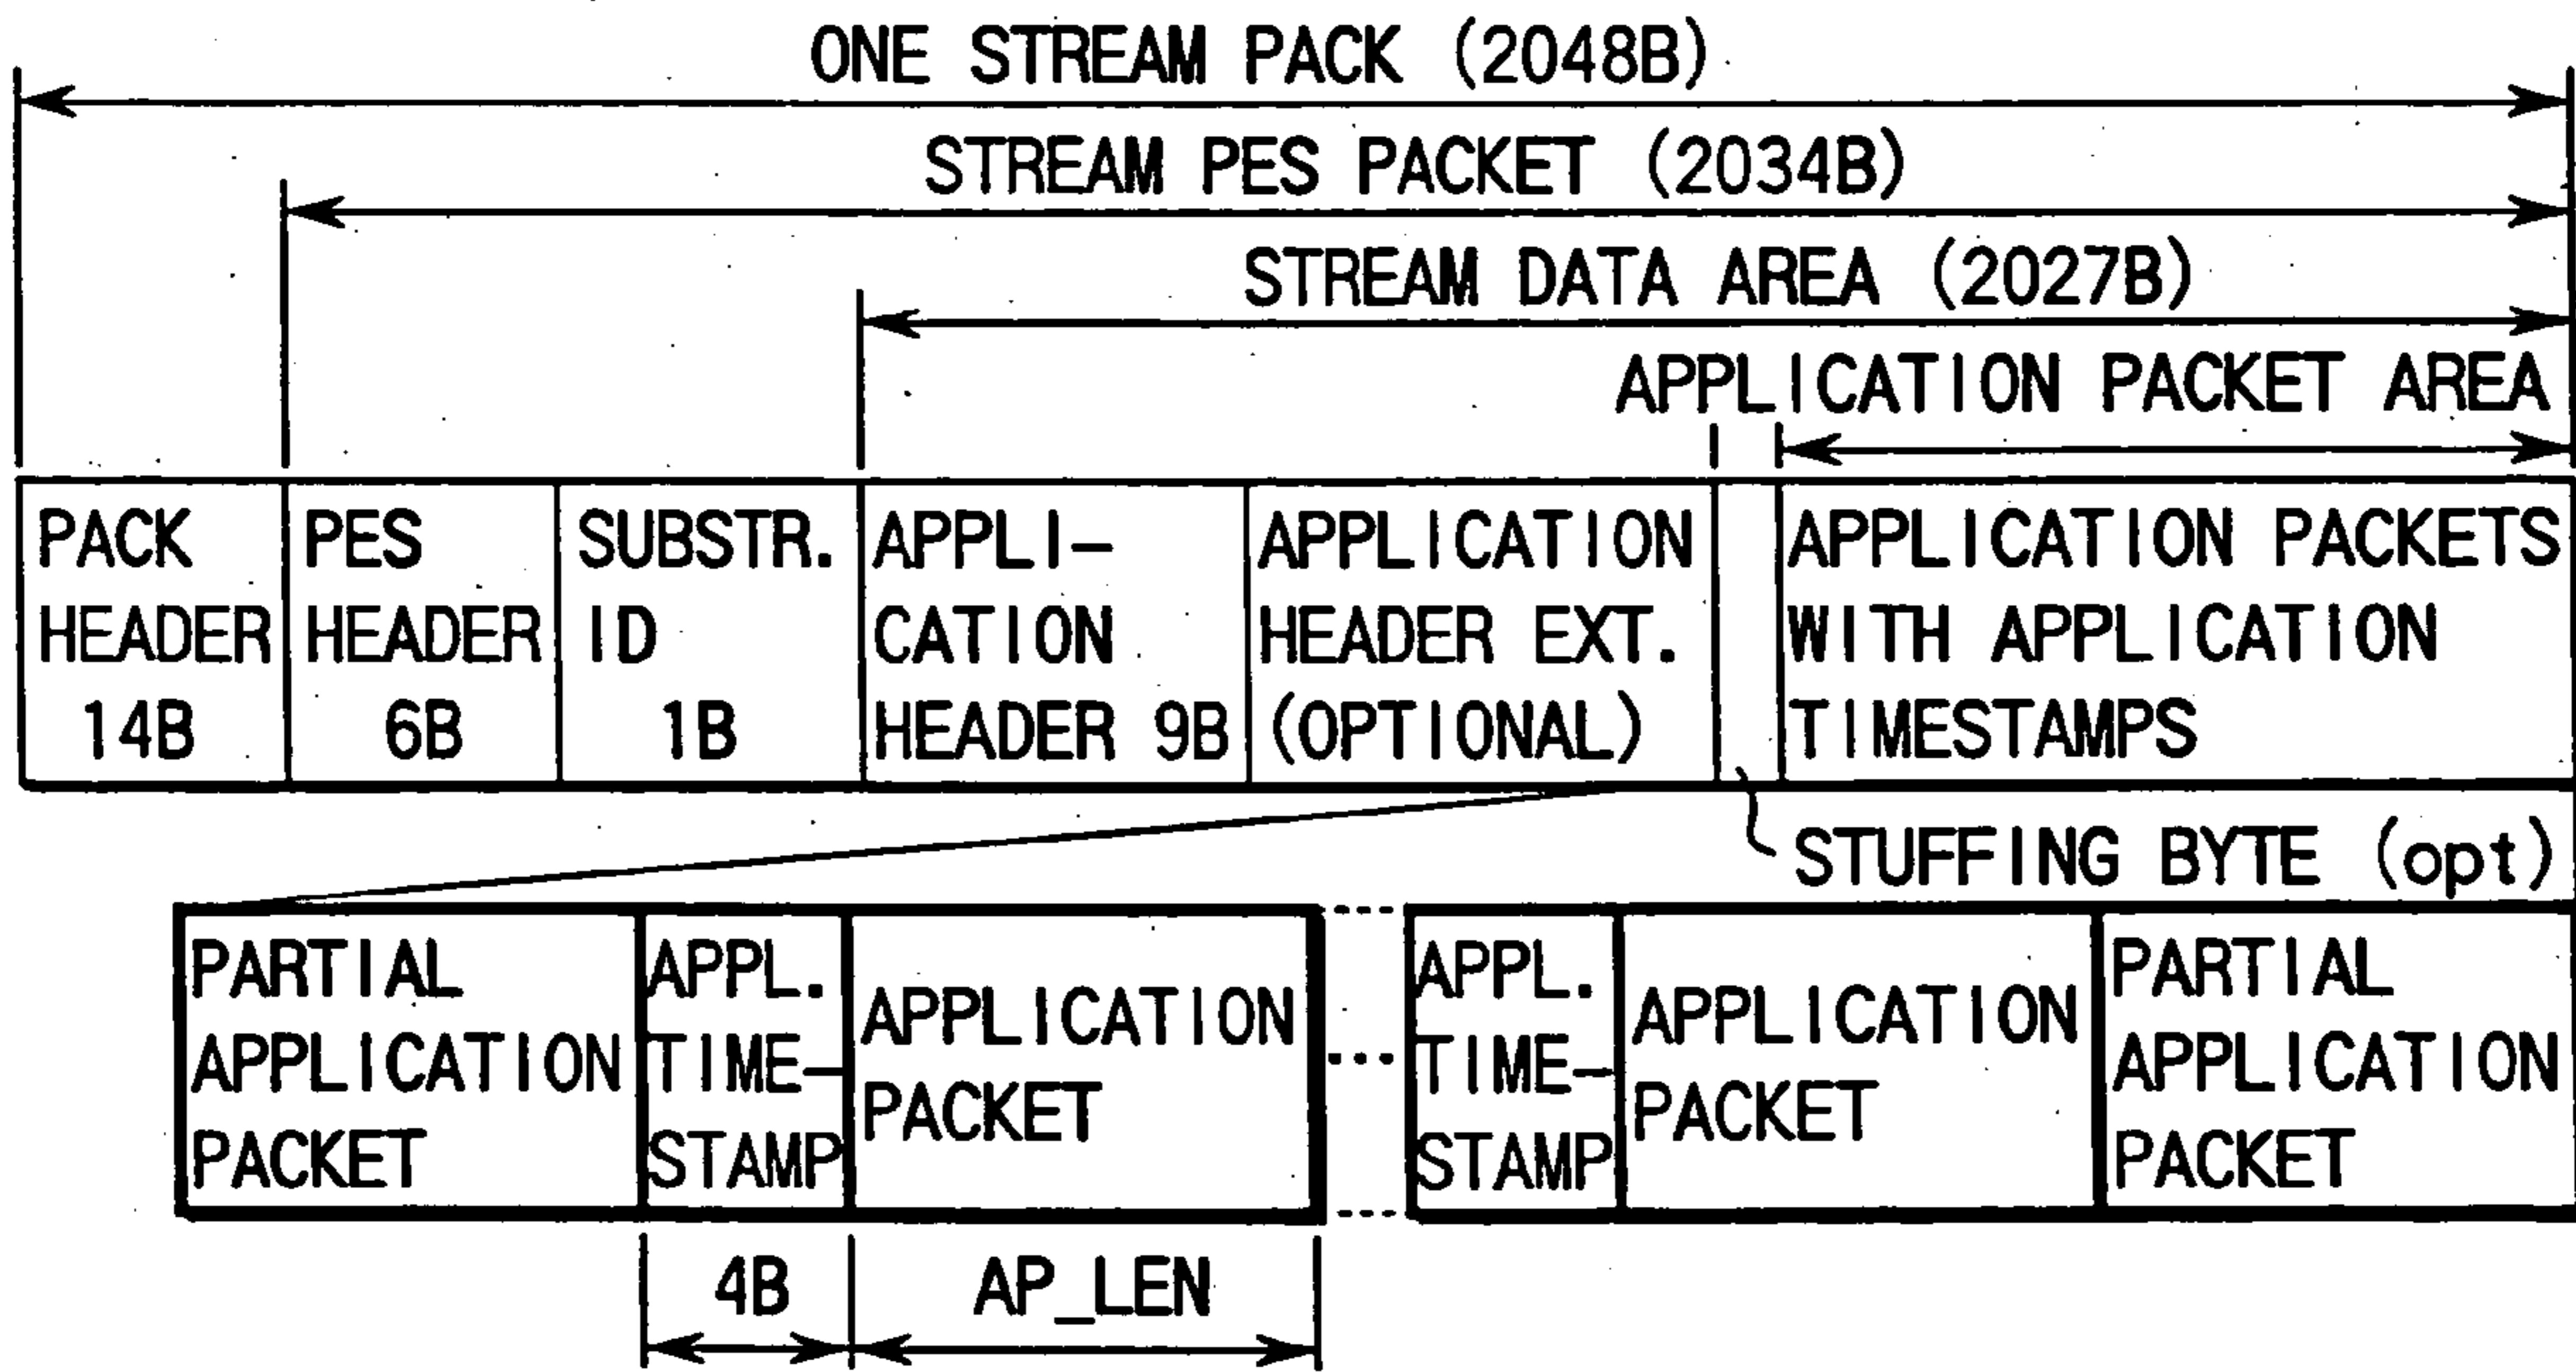 ONE STREAM PACK (2048B)
STREAM PES PACKET (2034B)
STREAM DATA AREA (2027B)
APPLICATION PACKET AREA
PACK
HEADER
14B
PES
HEADER
6B
SUBSTR.
ID
1B
APPLI-
CATION
HEADER 9B
APPLICATION
HEADER EXT.
(OPTIONAL)
APPLICATION PACKETS
WITH APPLICATION
TIMESTAMPS
STUFFING BYTE (opt)
PARTIAL
APPLICATION
PACKET
APPL.
TIME-
STAMP
APPLICATION
PACKET
...
APPL.
TIME-
STAMP
APPLICATION
PACKET
PARTIAL
APPLICATION
PACKET
4B
AP_LEN